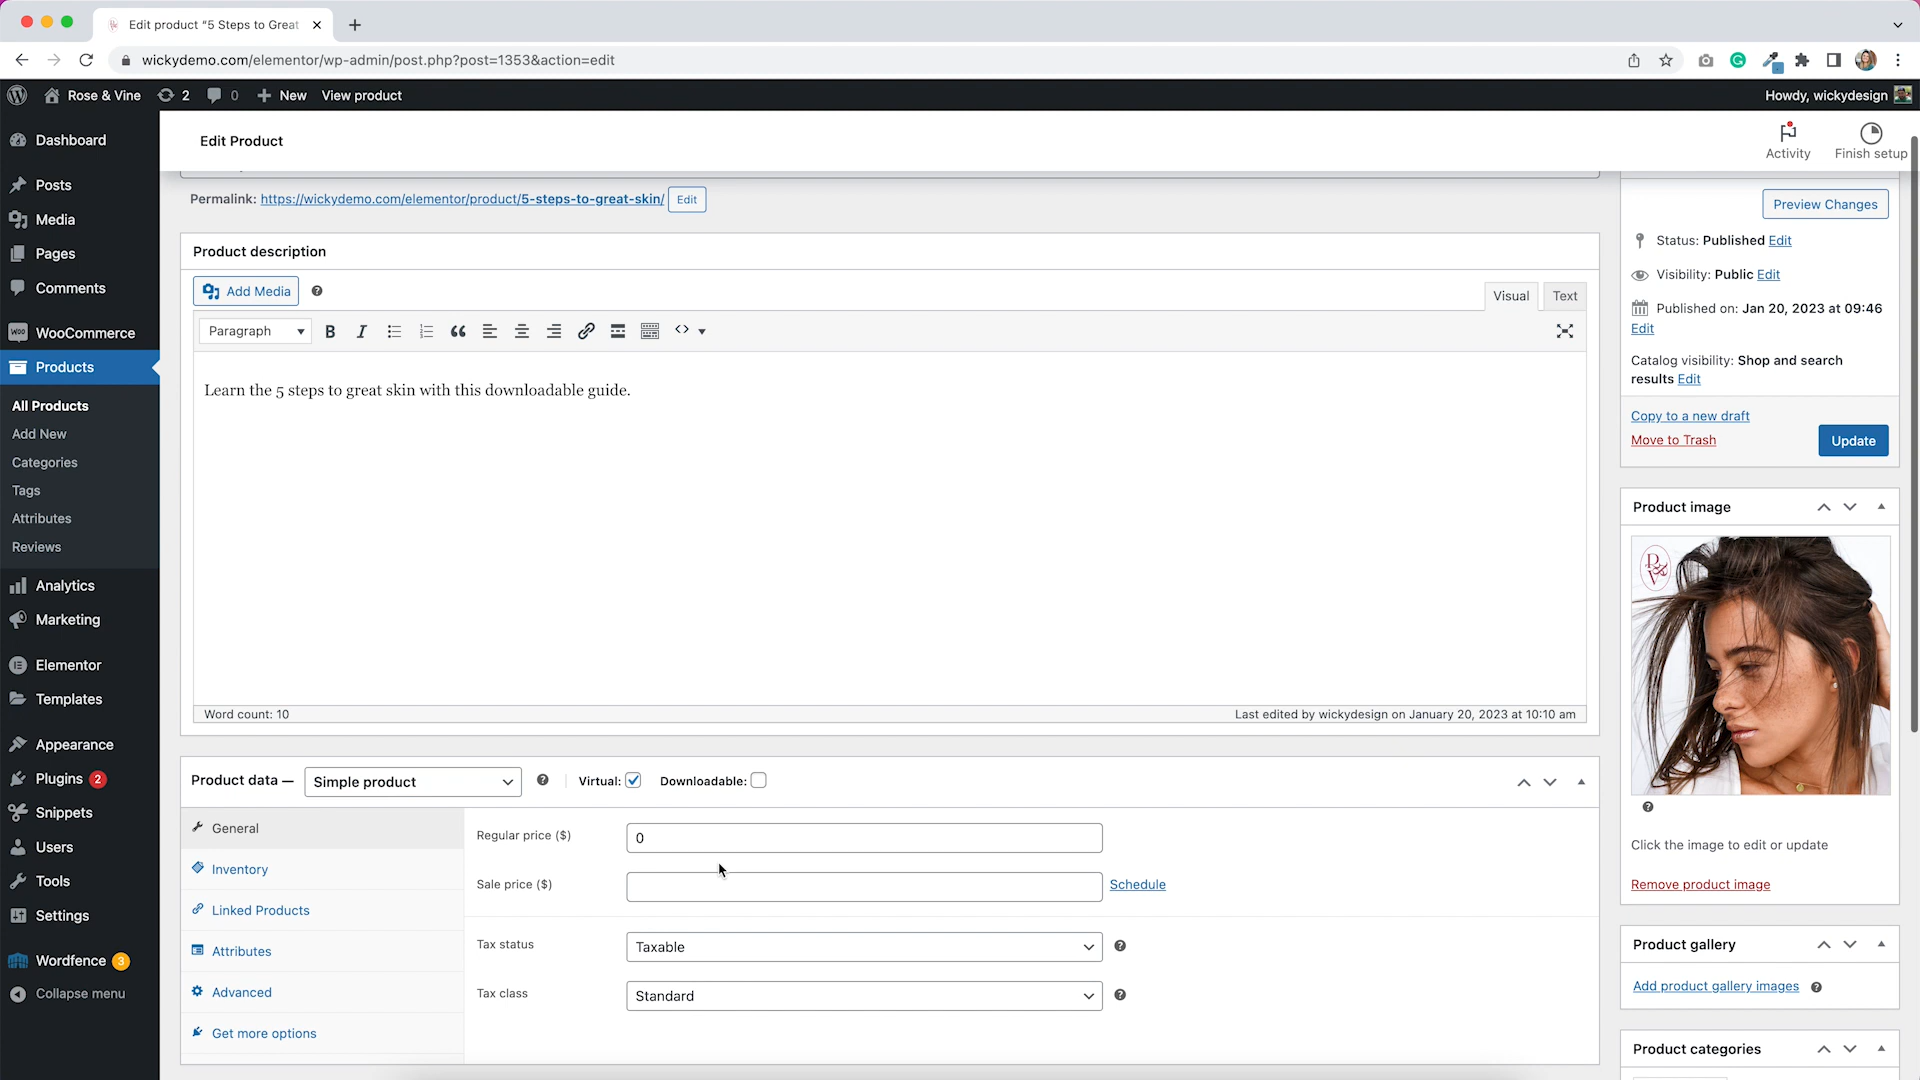 Edit product “5 Steps to Great
wickydemo.com/elementor/wp-admin/post.php?post=1353&action=edit
Rose & Vine
2
0
New
View product
Howdy, wickydesign
Dashboard
Posts
Media
Pages
Comments
WooCommerce
Products
All Products
Add New
Categories
Tags
Attributes
Reviews
Analytics
Marketing
Elementor
Templates
Appearance
Plugins 2
Snippets
Users
Tools
Settings
Wordfence 3
Collapse menu
Edit Product
Activity
Finish setup
Permalink: https://wickydemo.com/elementor/product/5-steps-to-great-skin/ Edit
Product description
Add Media
Visual
Text
Paragraph
Learn the 5 steps to great skin with this downloadable guide.
Word count: 10
Last edited by wickydesign on January 20, 2023 at 10:10 am
Product data — Simple product
Virtual:
Downloadable:
General
Inventory
Linked Products
Attributes
Advanced
Get more options
Regular price ($)
0
Sale price ($)
Schedule
Tax status
Taxable
Tax class
Standard
Preview Changes
Status: Published Edit
Visibility: Public Edit
Published on: Jan 20, 2023 at 09:46
Edit
Catalog visibility: Shop and search
results Edit
Copy to a new draft
Move to Trash
Update
Product image
R&V
Click the image to edit or update
Remove product image
Product gallery
Add product gallery images
Product categories